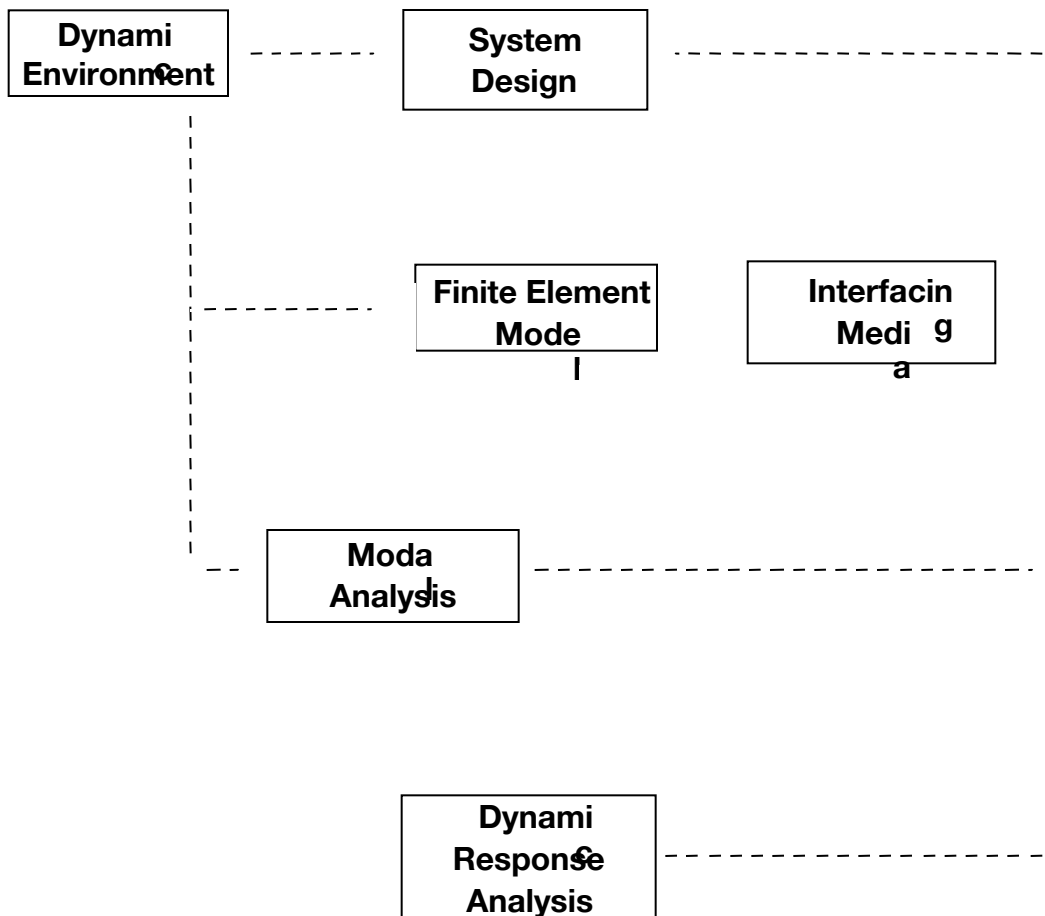 Dynamic
Environment
System
Design
Finite Element
Model
Interfacing
Media
Modal
Analysis
Dynamic
Response
Analysis